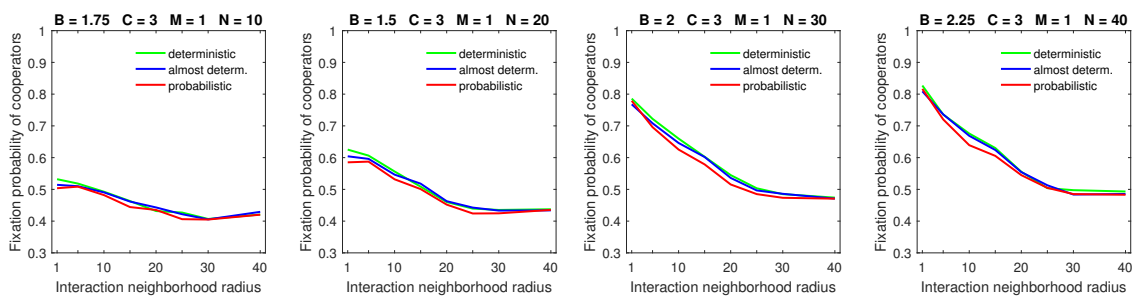 B = 1.75 C = 3 M = 1 N = 10
Fixation probability of cooperators
1
0.9
0.8
0.7
0.6
0.5
0.4
0.3
deterministic
almost determ.
probabilistic
1 10 20 30 40
Interaction neighborhood radius
B = 1.5 C = 3 M = 1 N = 20
Fixation probability of cooperators
1
0.9
0.8
0.7
0.6
0.5
0.4
0.3
deterministic
almost determ.
probabilistic
1 10 20 30 40
Interaction neighborhood radius
B = 2 C = 3 M = 1 N = 30
Fixation probability of cooperators
1
0.9
0.8
0.7
0.6
0.5
0.4
0.3
deterministic
almost determ.
probabilistic
1 10 20 30 40
Interaction neighborhood radius
B = 2.25 C = 3 M = 1 N = 40
Fixation probability of cooperators
1
0.9
0.8
0.7
0.6
0.5
0.4
0.3
deterministic
almost determ.
probabilistic
1 10 20 30 40
Interaction neighborhood radius